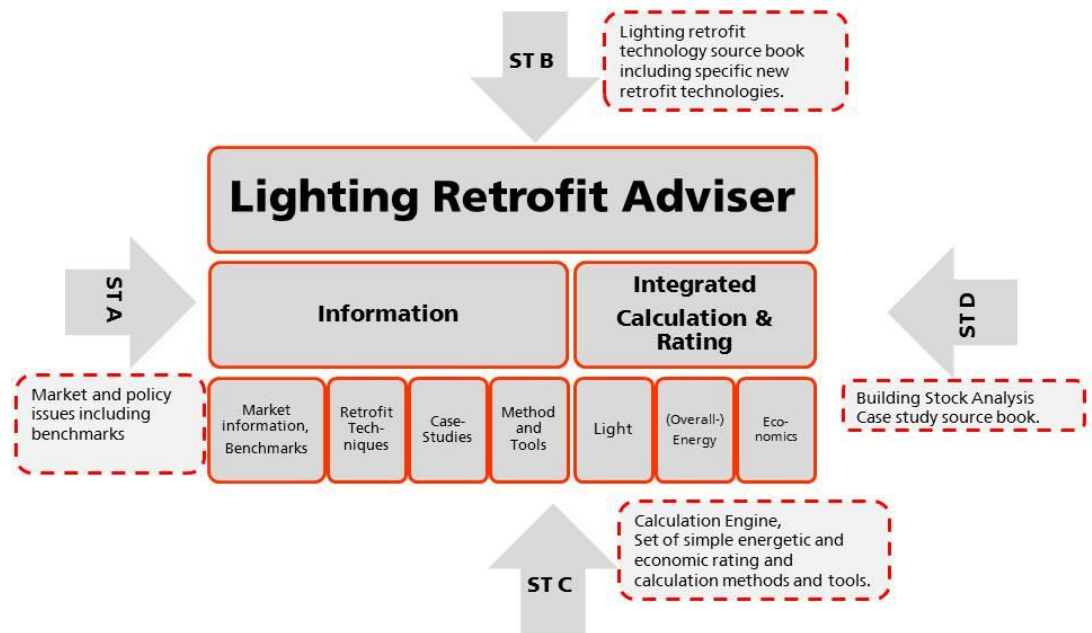 ST B
Lighting retrofit
technology source book
including specific new
retrofit technologies.
Lighting Retrofit Adviser
ST A
Information
Integrated
Calculation &
Rating
ST D
Market and policy
issues including
benchmarks
Market
information,
Benchmarks
Retrofit
Tech-
niques
Case-
Studies
Method
and
Tools
Light
(Overall-)
Energy
Eco-
nomics
Building Stock Analysis
Case study source book.
ST C
Calculation Engine,
Set of simple energetic and
economic rating and
calculation methods and tools.